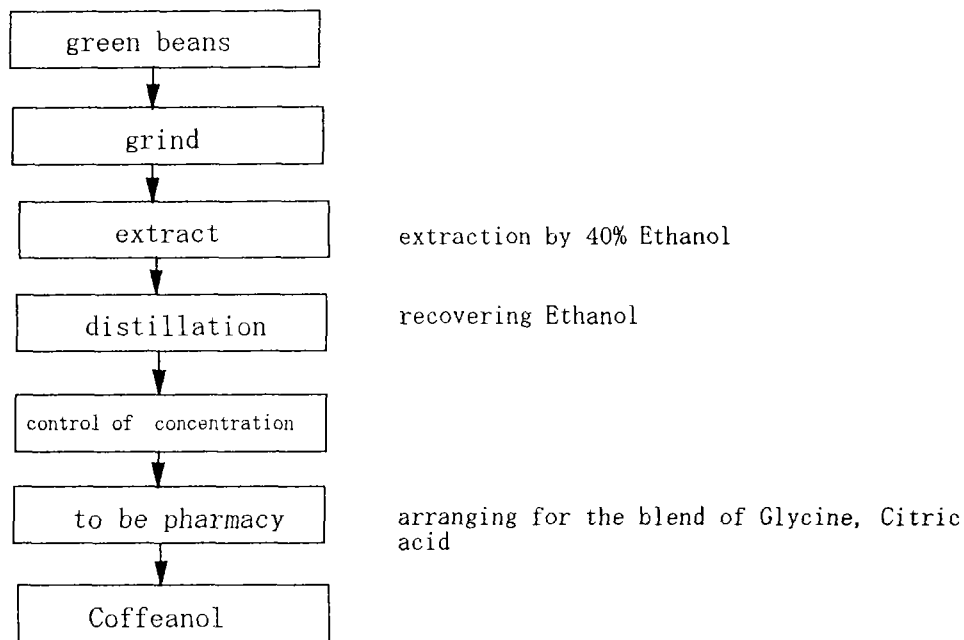 green beans
grind
extract
extraction by 40% Ethanol
distillation
recovering Ethanol
control of concentration
to be pharmacy
arranging for the blend of Glycine, Citric
acid
Coffeanol